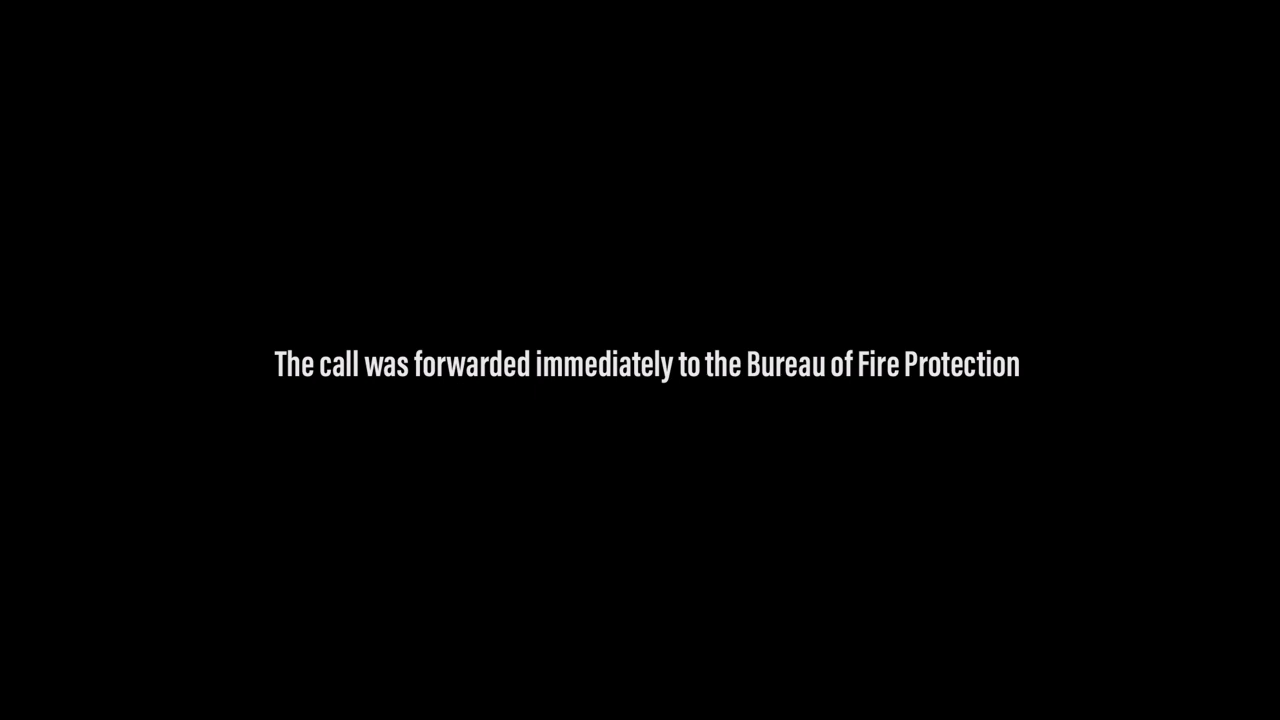 The call was forwarded immediately to the Bureau of Fire Protection